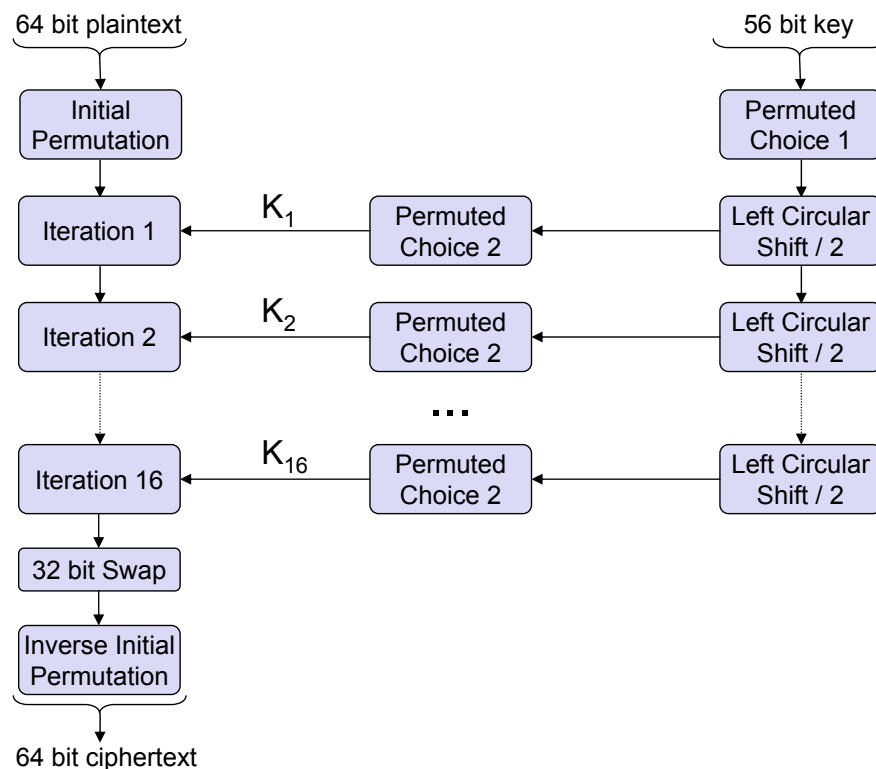 64 bit plaintext
56 bit key
Initial
Permutation
Permuted
Choice 1
Iteration 1
K₁
Permuted
Choice 2
Left Circular
Shift / 2
Iteration 2
K₂
Permuted
Choice 2
Left Circular
Shift / 2
...
Iteration 16
K₁₆
Permuted
Choice 2
Left Circular
Shift / 2
32 bit Swap
Inverse Initial
Permutation
64 bit ciphertext